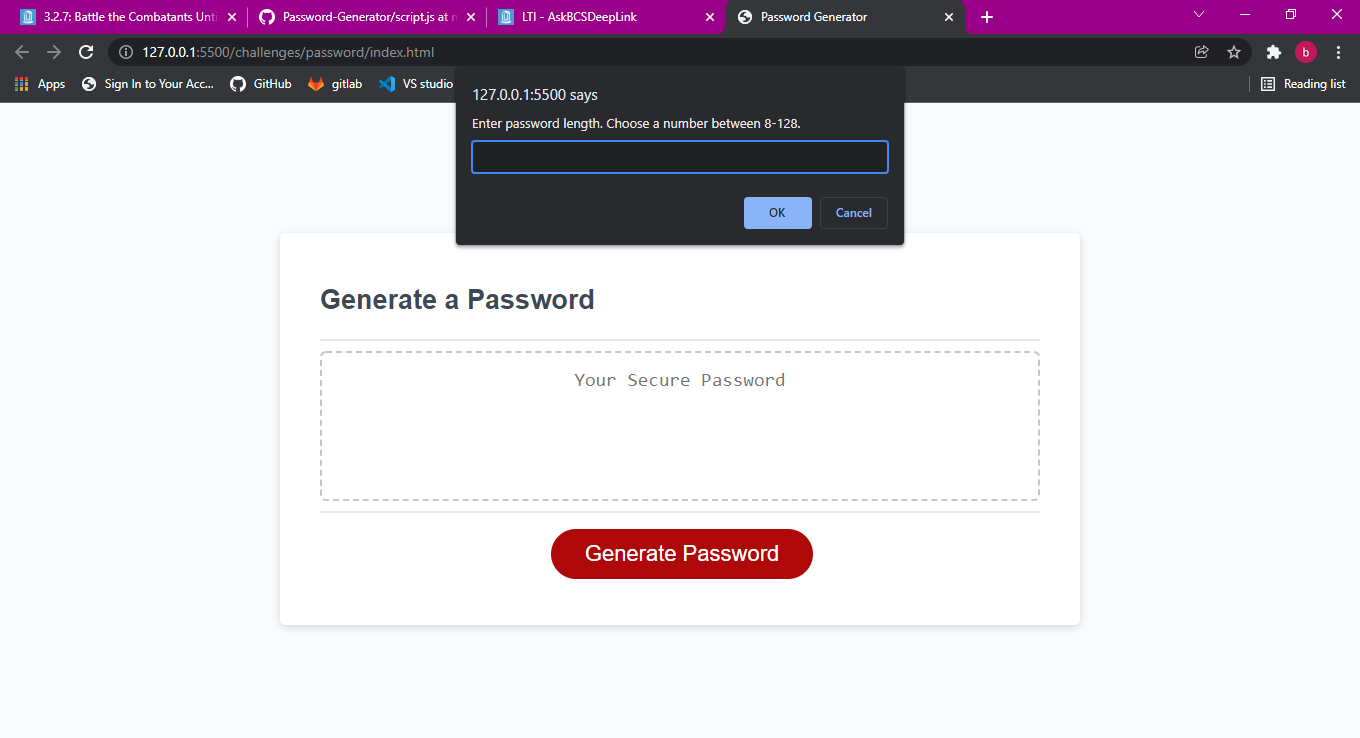 3.2.7: Battle the Combatants Unti
Password-Generator/script.js at m
LTI - AskBCSDeepLink
Password Generator
127.0.0.1:5500/challenges/password/index.html
b
Apps
Sign In to Your Acc...
GitHub
gitlab
VS studio
Reading list
127.0.0.1:5500 says
Enter password length. Choose a number between 8-128.
OK
Cancel
Generate a Password
Your Secure Password
Generate Password